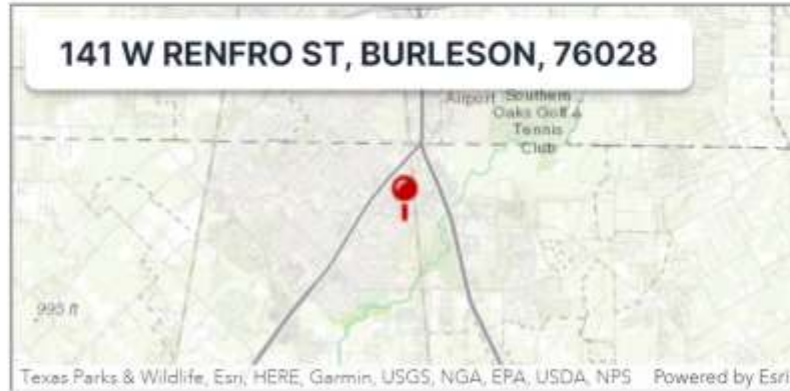 141 W RENFRO ST, BURLESON, 76028
Airport
Southern
Oaks Golf
Tennis
Club
995 ft
Texas Parks & Wildlife, Esri, HERE, Garmin, USGS, NGA, EPA, USDA, NPS
Powered by Esri